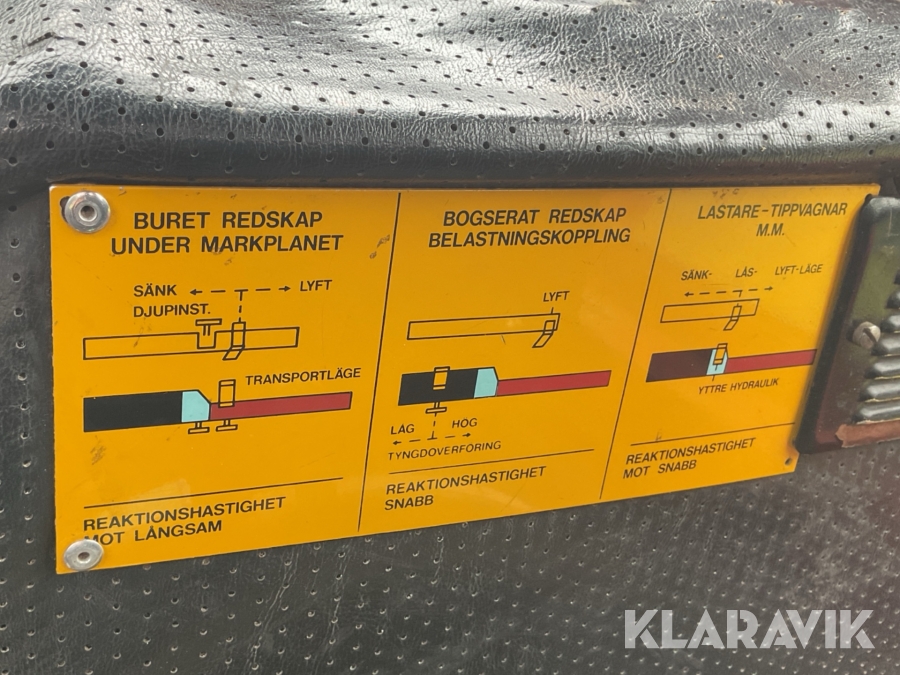 BURET REDSKAP
UNDER MARKPLANET
SÄNK LYFT
DJUPINST.
TRANSPORTLÄGE
REAKTIONSHASTIGHET
MOT LÅNGSAM
BOGSERAT REDSKAP
BELASTNINGSKOPPLING
LYFT
LÅG HÖG
TYNGDÖVERFÖRING
REAKTIONSHASTIGHET
SNABB
LASTARE-TIPPVAGNAR
M.M.
SÄNK- LÅS- LYFT-LÄGE
YTTRE HYDRAULIK
REAKTIONSHASTIGHET
MOT SNABB
KLARAVIK